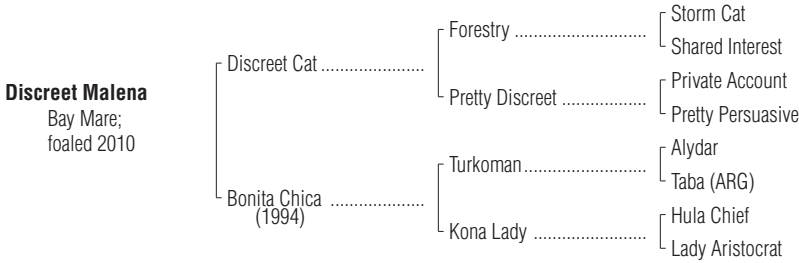 Discreet Malena
Bay Mare;
foaled 2010
Discreet Cat ......................
Bonita Chica ....................
(1994)
Forestry ............................
Pretty Discreet ..................
Turkoman..........................
Kona Lady ........................
Storm Cat
Shared Interest
Private Account
Pretty Persuasive
Alydar
Taba (ARG)
Hula Chief
Lady Aristocrat